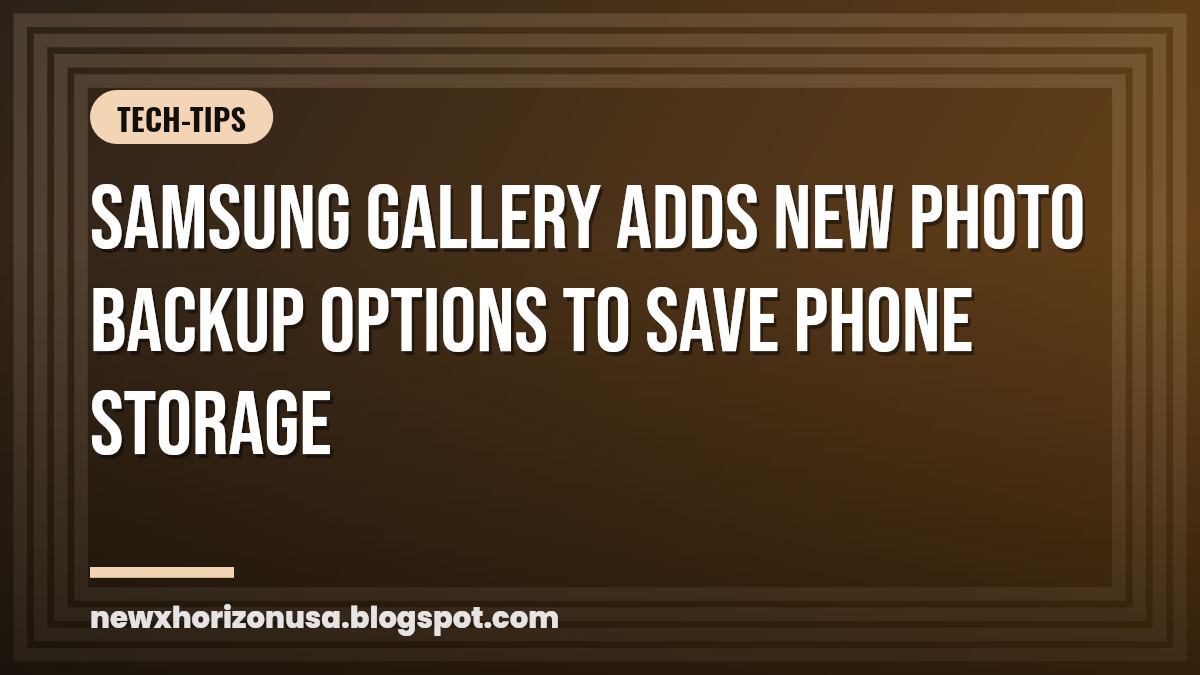 TECH-TIPS
SAMSUNG GALLERY ADDS NEW PHOTO
BACKUP OPTIONS TO SAVE PHONE
STORAGE
newxhorizonusa.blogspot.com